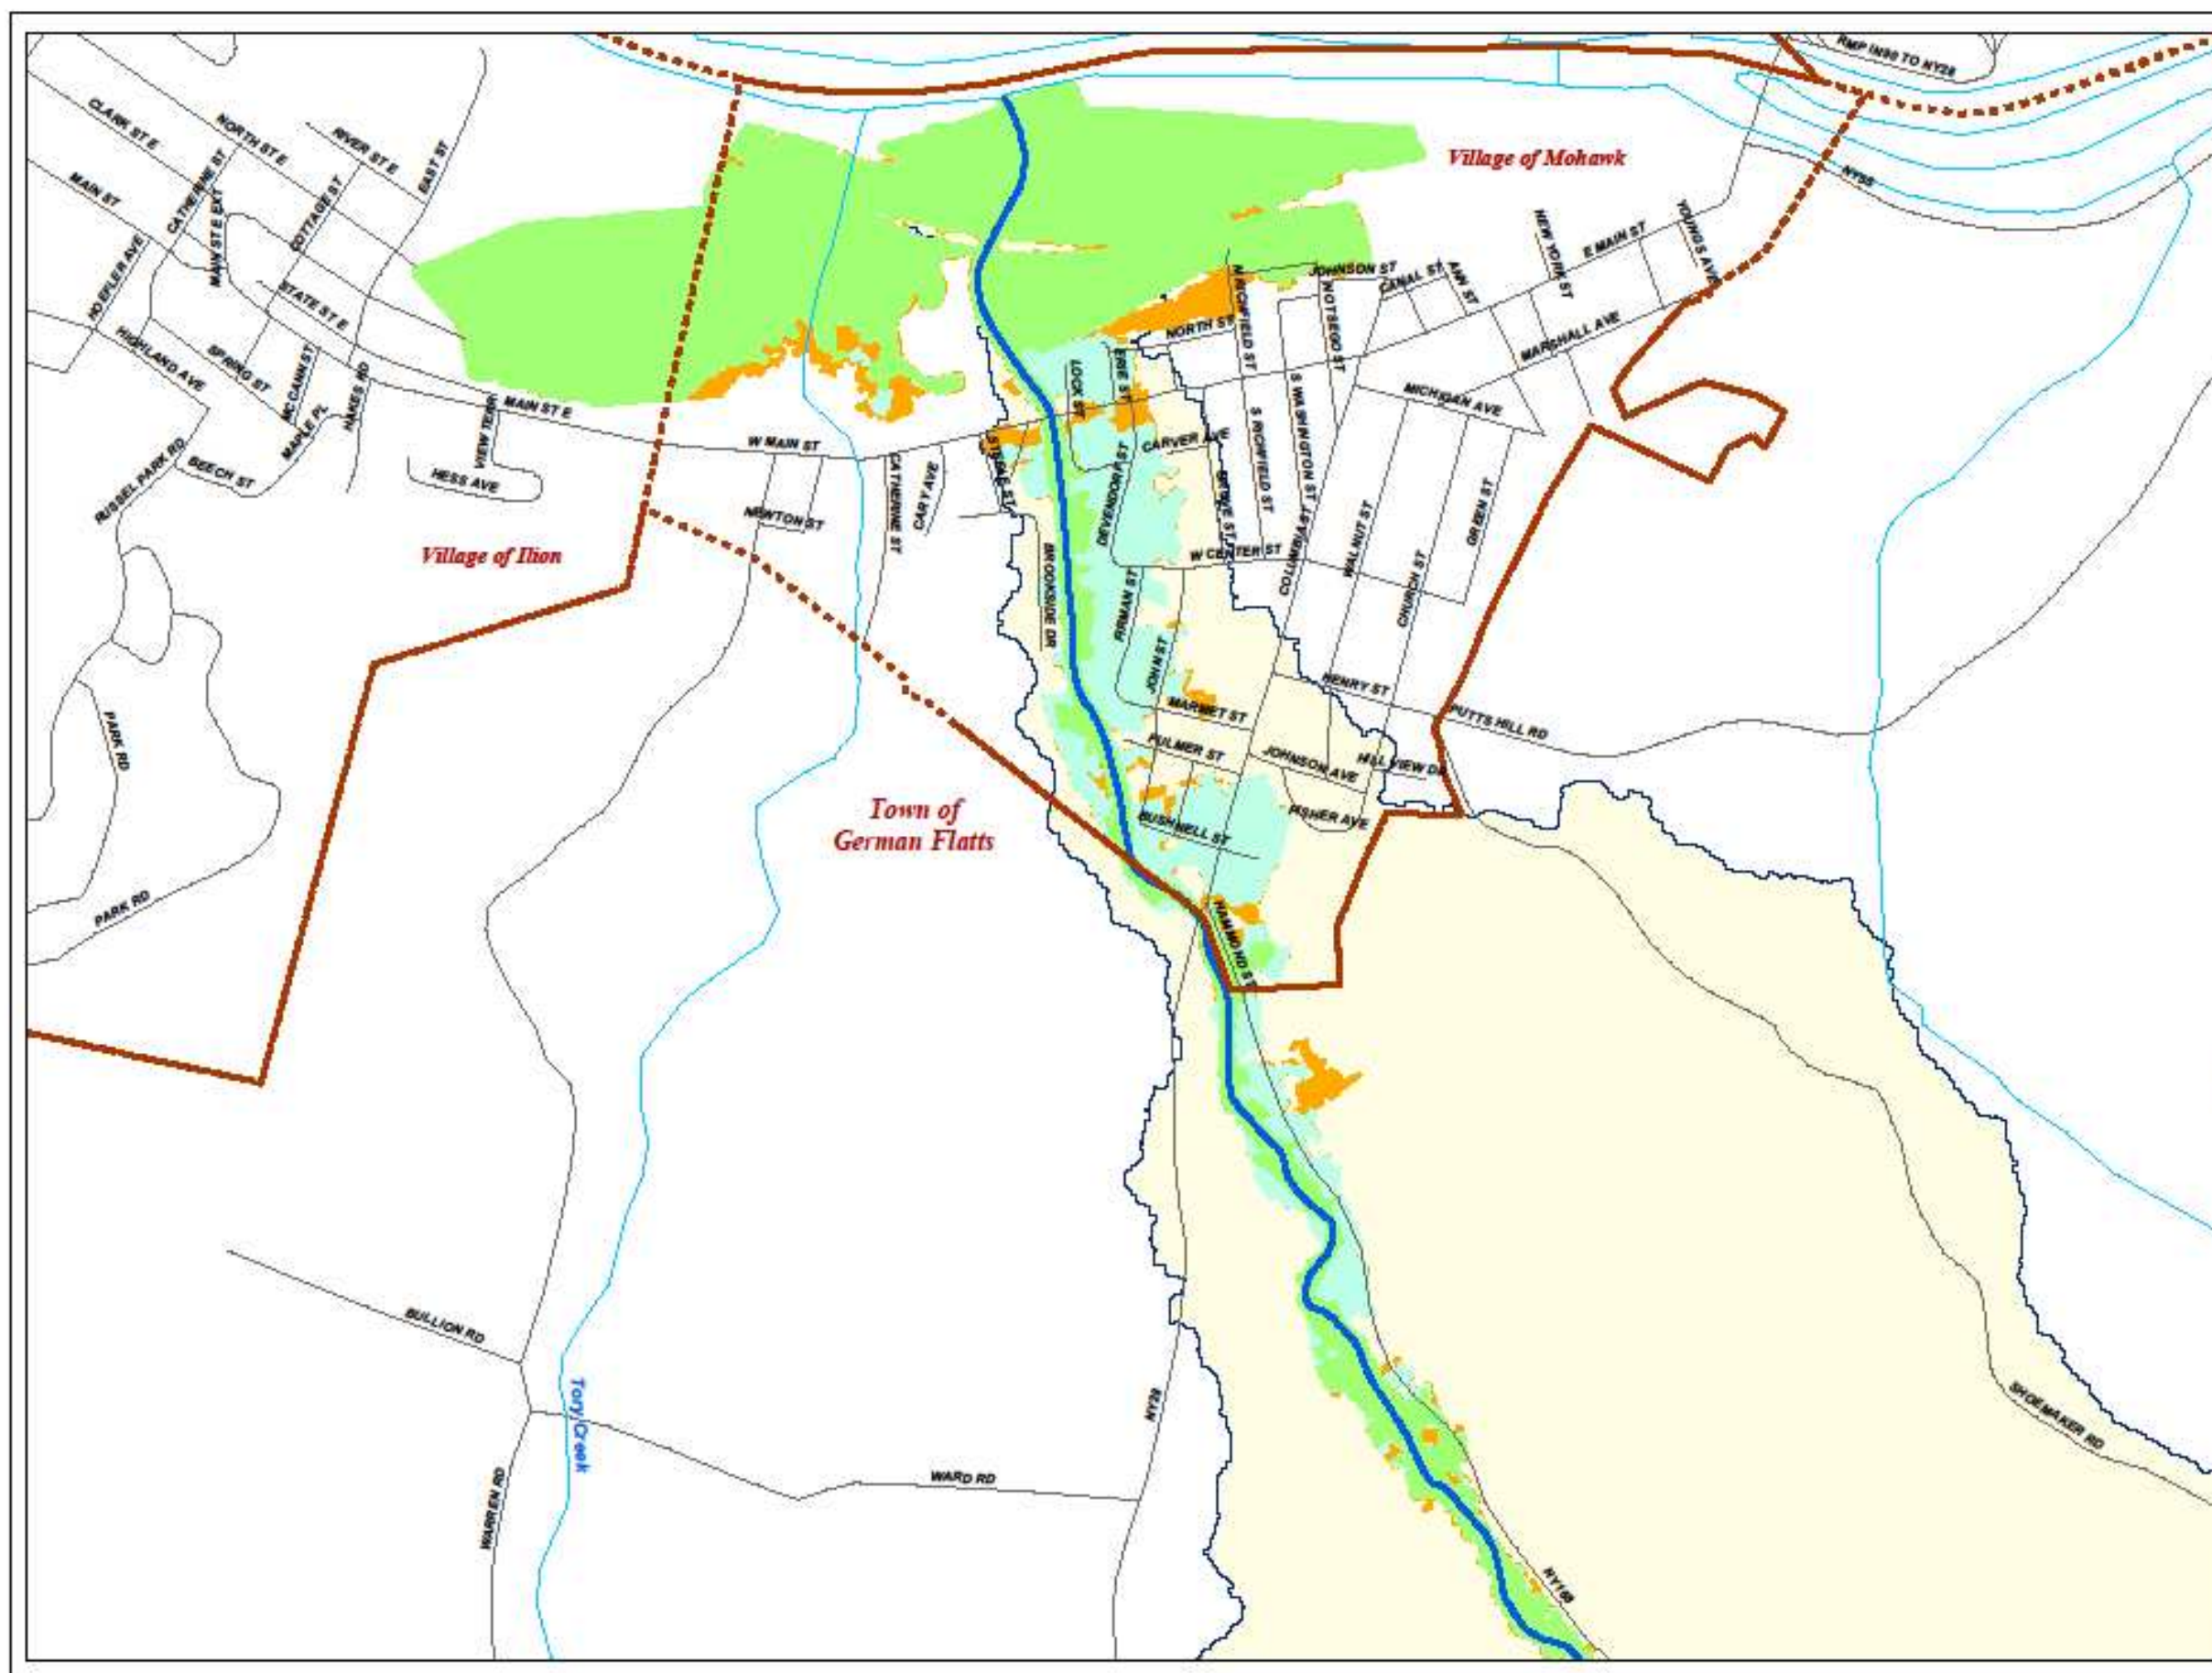 RMP IN90 TO NY28
CLARK ST E
NORTH ST E
RIVER ST E
EAST ST
Village of Mohawk
MAIN ST
CATHERINE ST
MAIN ST E EXT
COTTAGE ST
NY5S
HOEFLER AVE
NEW YORK ST
E MAIN ST
YOUNGS AVE
STATE ST E
JOHNSON ST
CANAL ST
ANN ST
N RICHFIELD ST
N OTSEGO ST
NORTH ST
MARSHALL AVE
HIGHLAND AVE
SPRING ST
MCCANN ST
MAPLE PL
HAKES RD
LOCK ST
ERIE ST
MICHIGAN AVE
VIEW TERR
MAIN ST E
W MAIN ST
S RICHFIELD ST
S WASHINGTON ST
CARVER AVE
RUSSEL PARK RD
BEECH ST
HESS AVE
NEWTON ST
CATHERINE ST
CARY AVE
DEVENDORF ST
COLUMBIA ST
WALNUT ST
GREEN ST
Village of Ilion
W CENTER ST
BROOKSIDE DR
FIRMAN ST
CHURCH ST
JOHN ST
HENRY ST
MARMET ST
PUTTS HILL RD
PARK RD
FULMER ST
JOHNSON AVE
HILLVIEW DR
Town of
German Flatts
BUSHNELL ST
FISHER AVE
PARK RD
HAMMOND ST
BULLION RD
Tory Creek
NY28
SHOEMAKER RD
WARD RD
WARREN RD
NY168